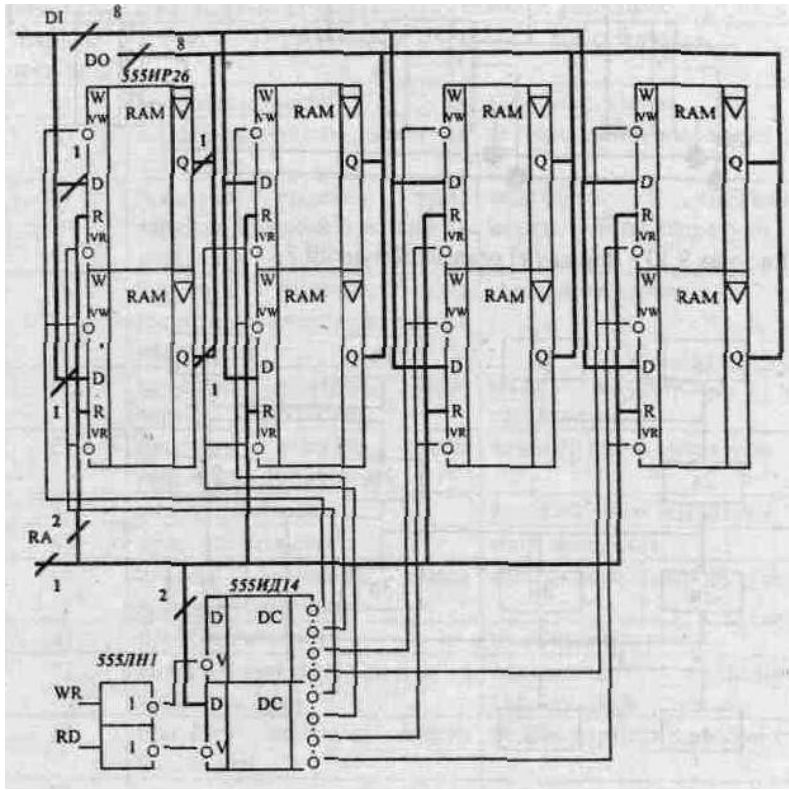 DI 8
DO 8
555ИР26
W W W W
VW RAM VW RAM VW RAM VW RAM
1 Q 1 Q Q Q
D D D D
R R R R
VR VR VR VR
W W W W
VW RAM VW RAM VW RAM VW RAM
Q Q Q Q
1 D 1 D D D
R R R R
VR VR VR VR
2
RA
1
2 555ИД14
D DC
555ЛН1 V
WR 1 D DC
RD 1 V